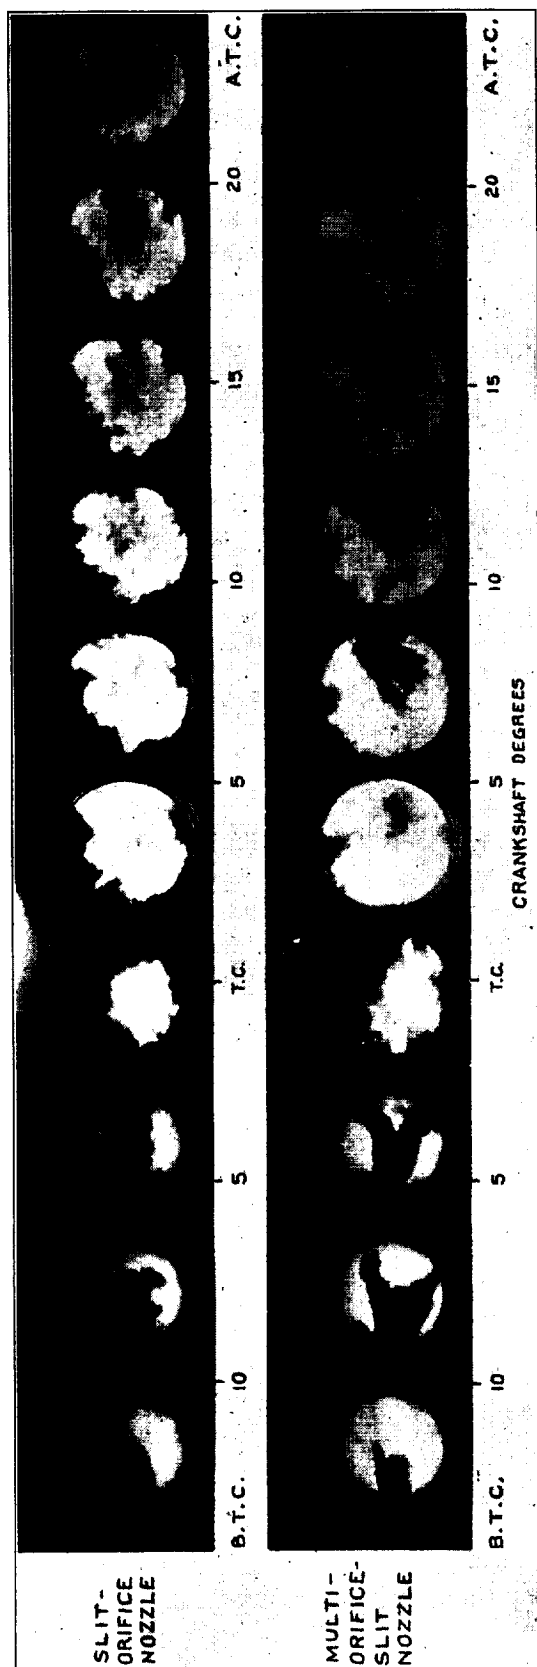 SLIT-
ORIFICE
NOZZLE
B.T.C. 10 5 T.C. 5 10 15 20 A.T.C.
MULTI-
ORIFICE-
SLIT
NOZZLE
B.T.C. 10 5 T.C. 5 10 15 20 A.T.C.
CRANKSHAFT DEGREES